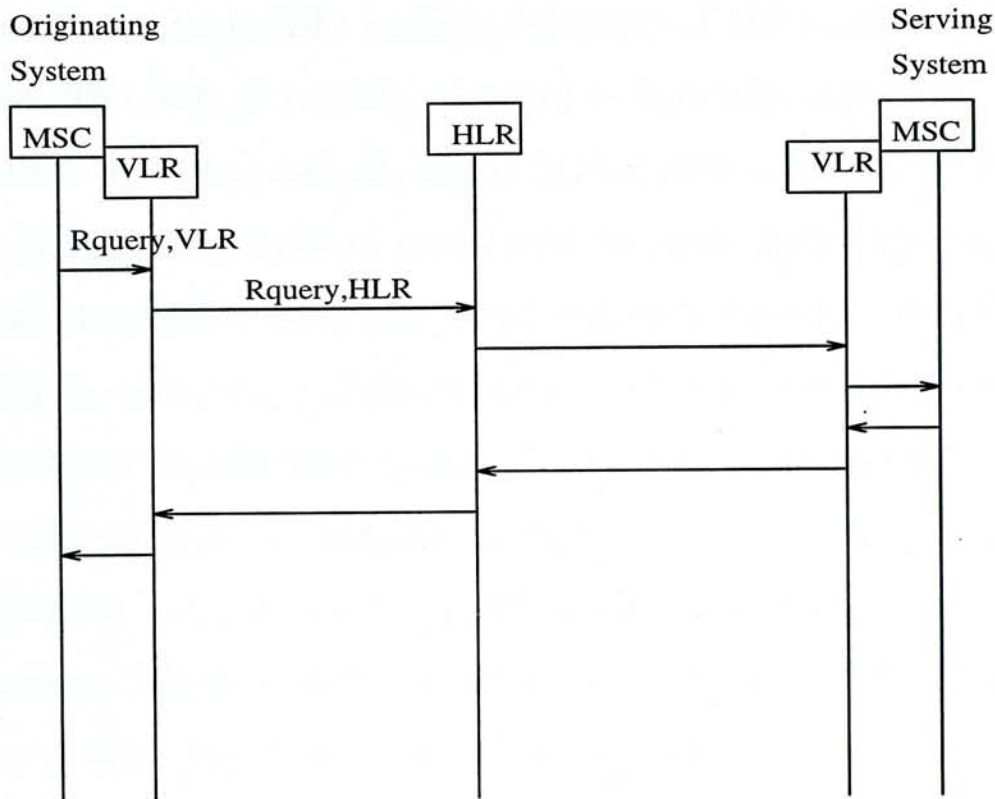 Originating
System
Serving
System
MSC
VLR
HLR
VLR
MSC
Rquery,VLR
Rquery,HLR